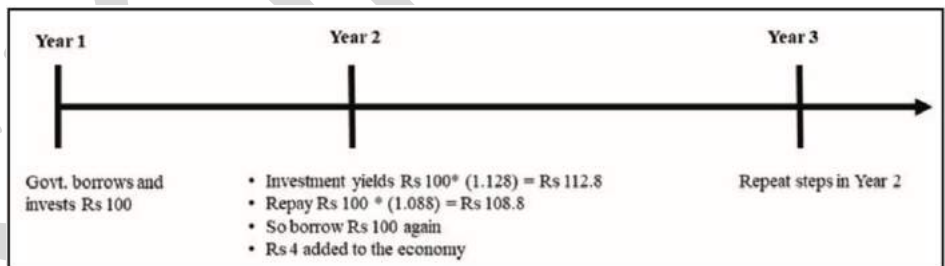 Year 1
Year 2
Year 3
Govt. borrows and
invests Rs 100
• Investment yields Rs 100* (1.128) = Rs 112.8
• Repay Rs 100 * (1.088) = Rs 108.8
• So borrow Rs 100 again
• Rs 4 added to the economy
Repeat steps in Year 2